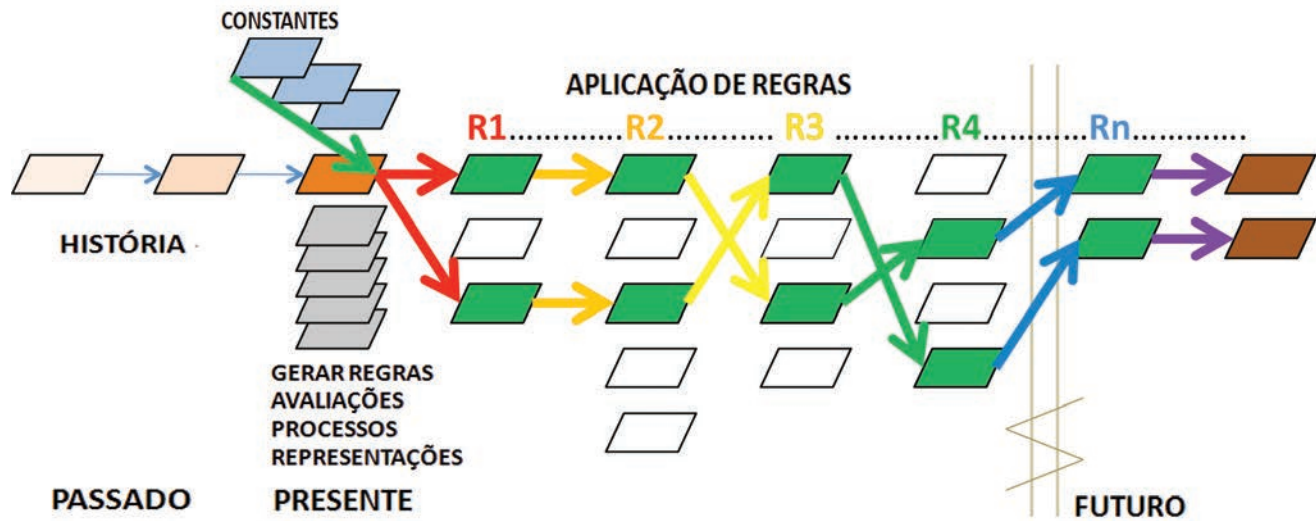 CONSTANTES
APLICAÇÃO DE REGRAS
R1..............R2..............R3..............R4..............Rn..............
HISTÓRIA
GERAR REGRAS
AVALIAÇÕES
PROCESSOS
REPRESENTAÇÕES
PASSADO PRESENTE FUTURO